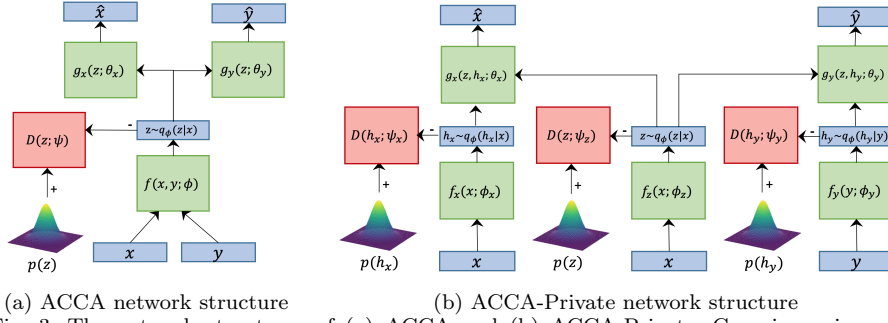 x̂ ŷ x̂ ŷ
g_x(z; θ_x) g_y(z; θ_y) g_x(z, h_x; θ_x) g_y(z, h_y; θ_y)
D(z; ψ) - z~q_ϕ(z|x) D(h_x; ψ_x) - h_x~q_ϕ(h_x|x) D(z; ψ_z) - z~q_ϕ(z|x) D(h_y; ψ_y) - h_y~q_ϕ(h_y|y)
+ f(x, y; ϕ) + f_x(x; ϕ_x) + f_z(x; ϕ_z) + f_y(y; ϕ_y)
p(z) x y p(h_x) x p(z) x p(h_y) y
(a) ACCA network structure (b) ACCA-Private network structure